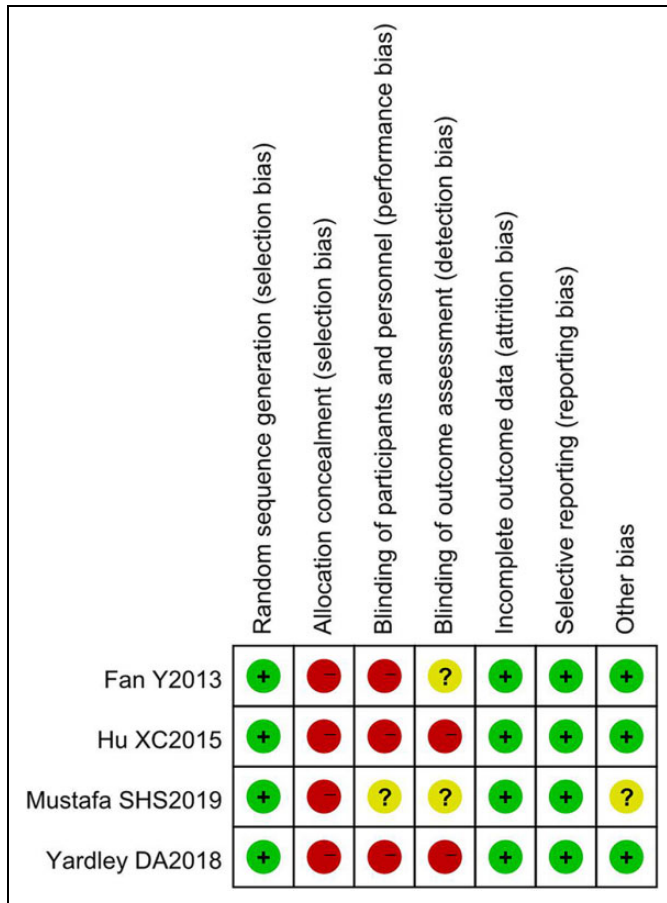 Random sequence generation (selection bias)
Allocation concealment (selection bias)
Blinding of participants and personnel (performance bias)
Blinding of outcome assessment (detection bias)
Incomplete outcome data (attrition bias)
Selective reporting (reporting bias)
Other bias
Fan Y2013 + – – ? + + +
Hu XC2015 + – – – + + +
Mustafa SHS2019 + – ? ? + + ?
Yardley DA2018 + – – – + + +